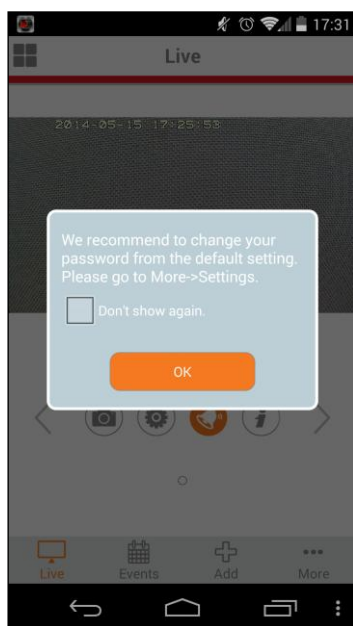 17:31
Live
2014-05-15 17:25:53
We recommend to change your
password from the default setting.
Please go to More->Settings.
Don't show again.
OK
Live Events Add More